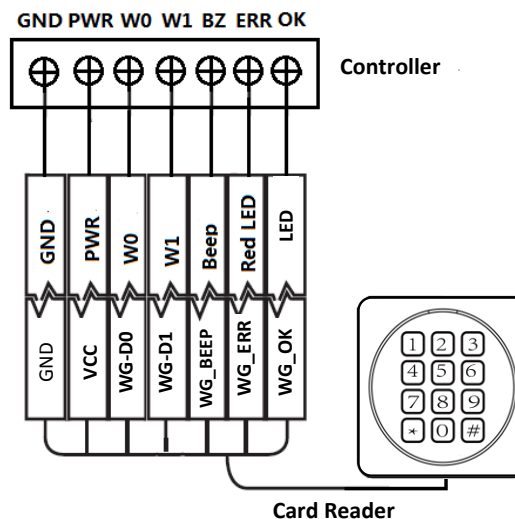 GND PWR W0 W1 BZ ERR OK
Controller
GND PWR W0 W1 Beep Red LED LED
GND VCC WG-D0 WG-D1 WG_BEEP WG_ERR WG_OK
1 2 3
4 5 6
7 8 9
* 0 #
Card Reader